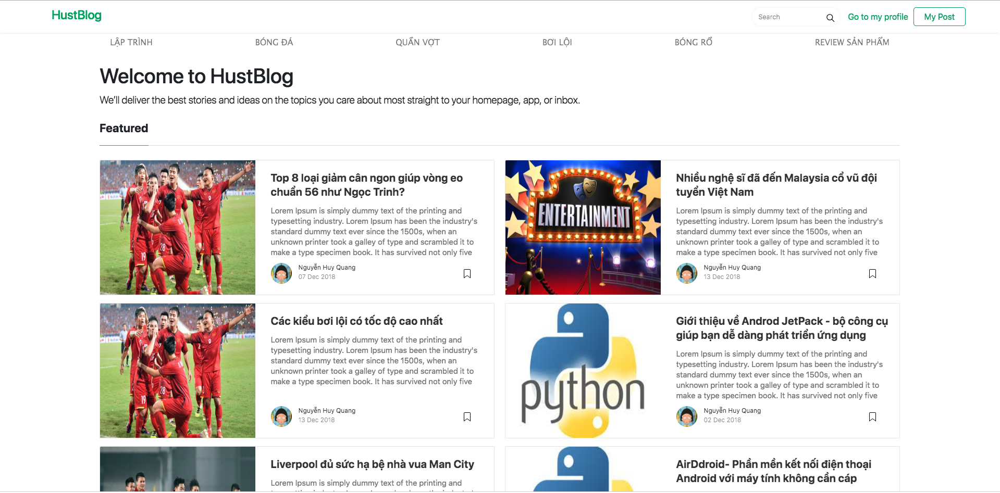 HustBlog
Search
Go to my profile
My Post
LẬP TRÌNH
BÓNG ĐÁ
QUẦN VỢT
BƠI LỘI
BÓNG RỔ
REVIEW SẢN PHẨM
Welcome to HustBlog
We’ll deliver the best stories and ideas on the topics you care about most straight to your homepage, app, or inbox.
Featured
Top 8 loại giảm cân ngon giúp vòng eo
chuẩn 56 như Ngọc Trinh?
Lorem Ipsum is simply dummy text of the printing and
typesetting industry. Lorem Ipsum has been the industry's
standard dummy text ever since the 1500s, when an
unknown printer took a galley of type and scrambled it to
make a type specimen book. It has survived not only five
Nguyễn Huy Quang
07 Dec 2018
19
28
ENTERTAINMENT
Nhiều nghệ sĩ đã đến Malaysia cổ vũ đội
tuyển Việt Nam
Lorem Ipsum is simply dummy text of the printing and
typesetting industry. Lorem Ipsum has been the industry's
standard dummy text ever since the 1500s, when an
unknown printer took a galley of type and scrambled it to
make a type specimen book. It has survived not only five
Nguyễn Huy Quang
13 Dec 2018
19
28
Các kiểu bơi lội có tốc độ cao nhất
Lorem Ipsum is simply dummy text of the printing and
typesetting industry. Lorem Ipsum has been the industry's
standard dummy text ever since the 1500s, when an
unknown printer took a galley of type and scrambled it to
make a type specimen book. It has survived not only five
Nguyễn Huy Quang
13 Dec 2018
python
Giới thiệu về Androd JetPack - bộ công cụ
giúp bạn dễ dàng phát triển ứng dụng
Lorem Ipsum is simply dummy text of the printing and
typesetting industry. Lorem Ipsum has been the industry's
standard dummy text ever since the 1500s, when an
unknown printer took a galley of type and scrambled it to
make a type specimen book. It has survived not only five
Nguyễn Huy Quang
02 Dec 2018
Liverpool đủ sức hạ bệ nhà vua Man City
Lorem Ipsum is simply dummy text of the printing and
AirDdroid- Phần mền kết nối điện thoại
Android với máy tính không cần cáp